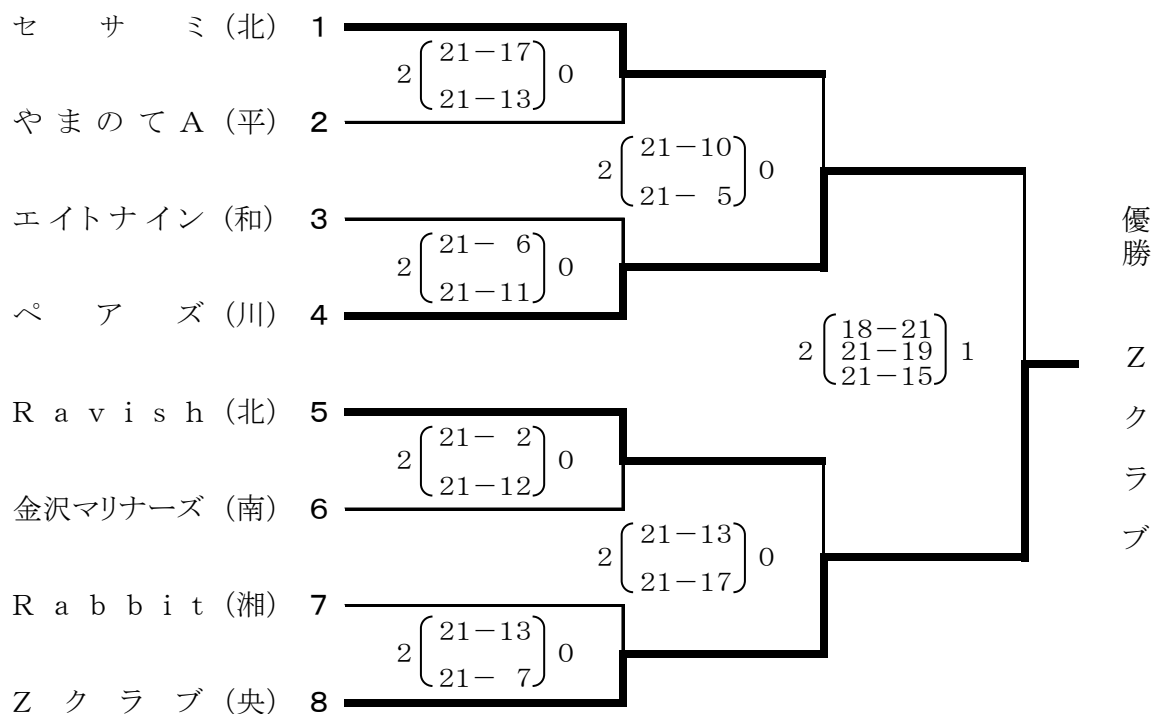 セサミ（北） 1
2 21－17 0
21－13
やまのてＡ（平） 2
2 21－10 0
21－ 5
エイトナイン（和） 3
2 21－ 6 0
21－11
ペアズ（川） 4
2 18－21 1
21－19
21－15
Ravish（北） 5
2 21－ 2 0
21－12
金沢マリナーズ（南） 6
2 21－13 0
21－17
Rabbit（湘） 7
2 21－13 0
21－ 7
Zクラブ（央） 8
優勝 Zクラブ